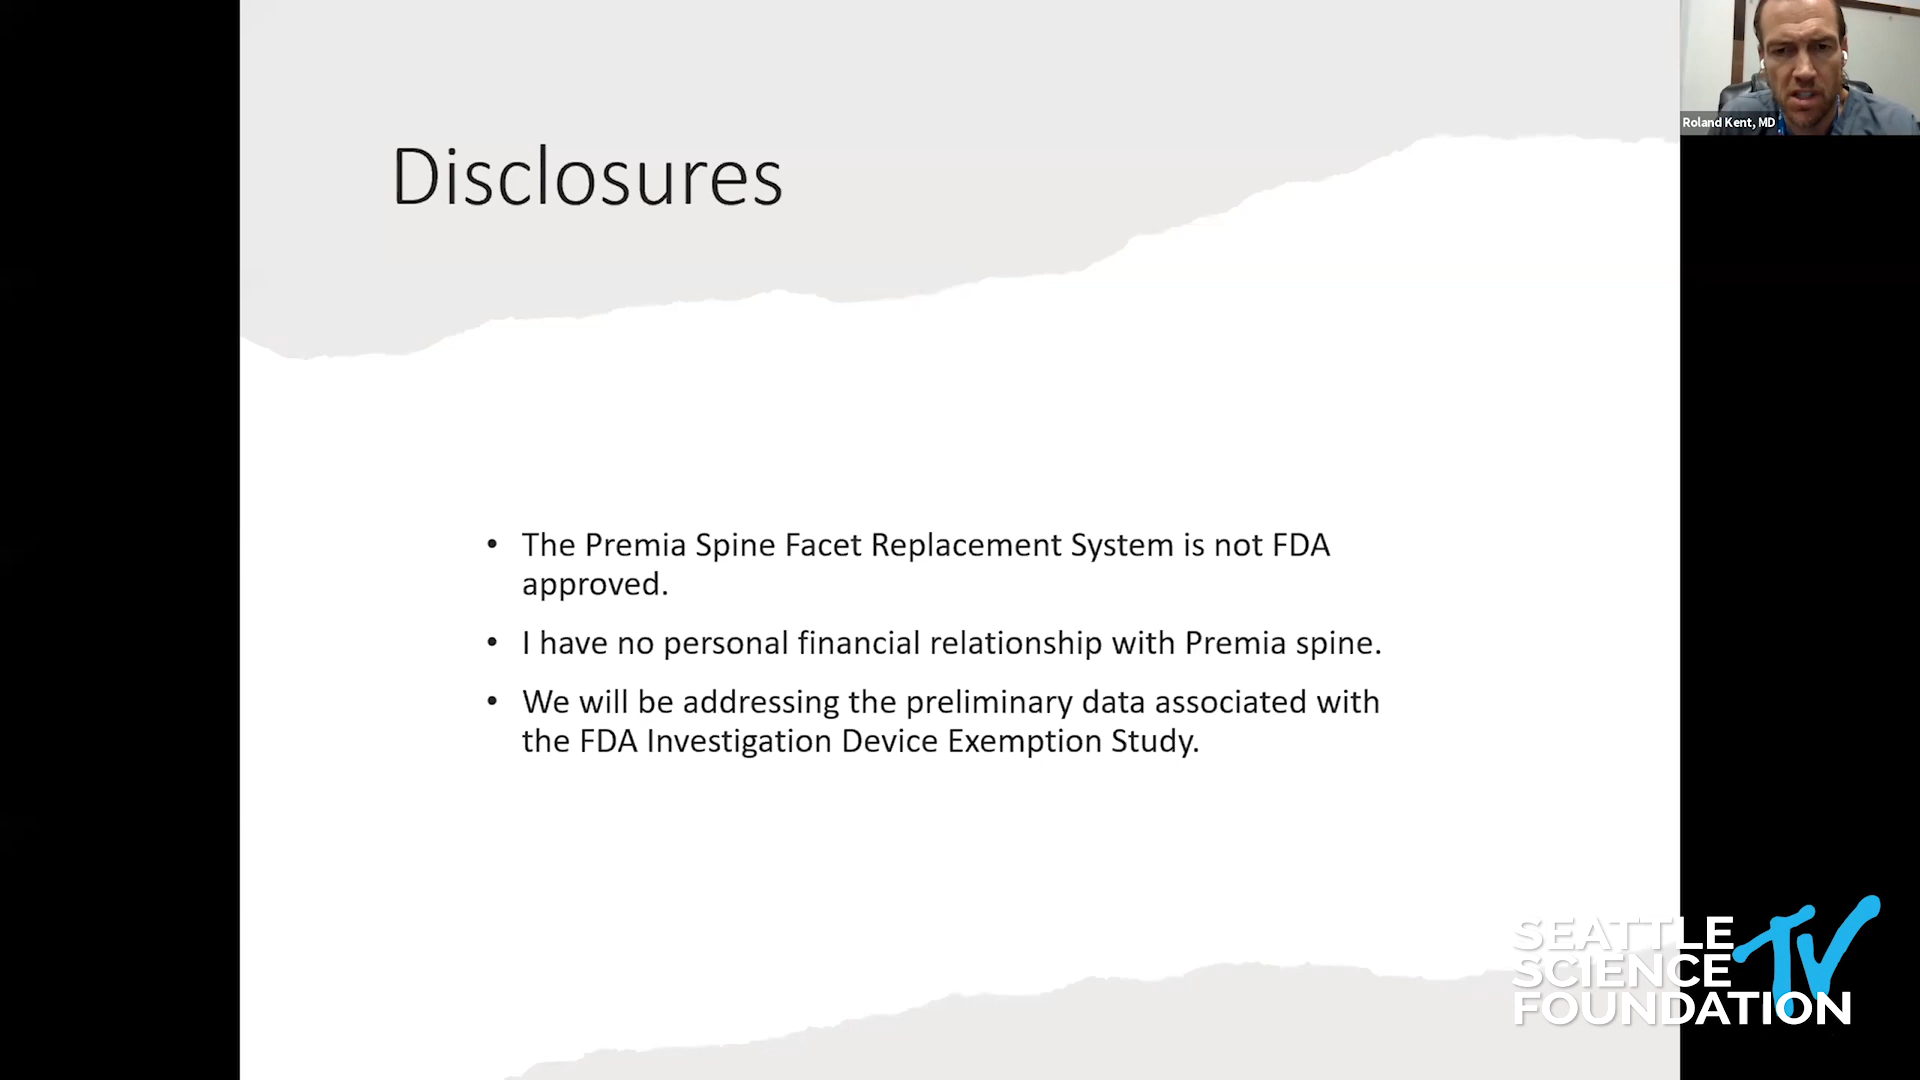 Roland Kent, MD
Disclosures
• The Premia Spine Facet Replacement System is not FDA
approved.
• I have no personal financial relationship with Premia spine.
• We will be addressing the preliminary data associated with
the FDA Investigation Device Exemption Study.
SEATTLE
SCIENCE
FOUNDATION
TV